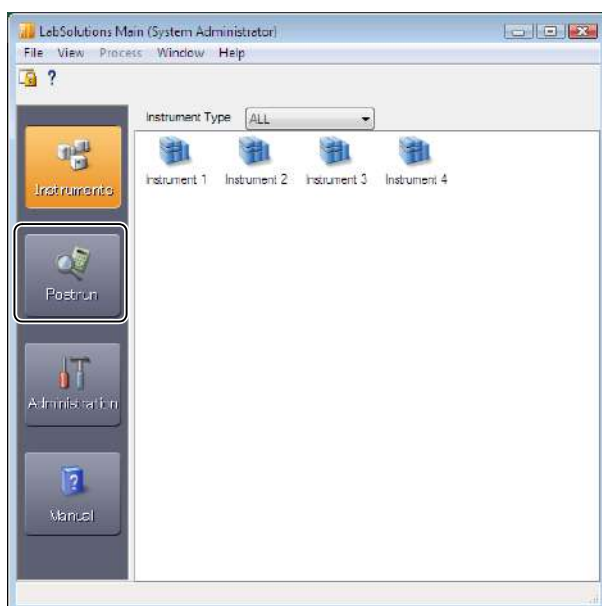 LabSolutions Main (System Administrator)
File View Process Window Help
?
Instrument Type ALL
Instruments
Instrument 1 Instrument 2 Instrument 3 Instrument 4
Postrun
Administration
Manual